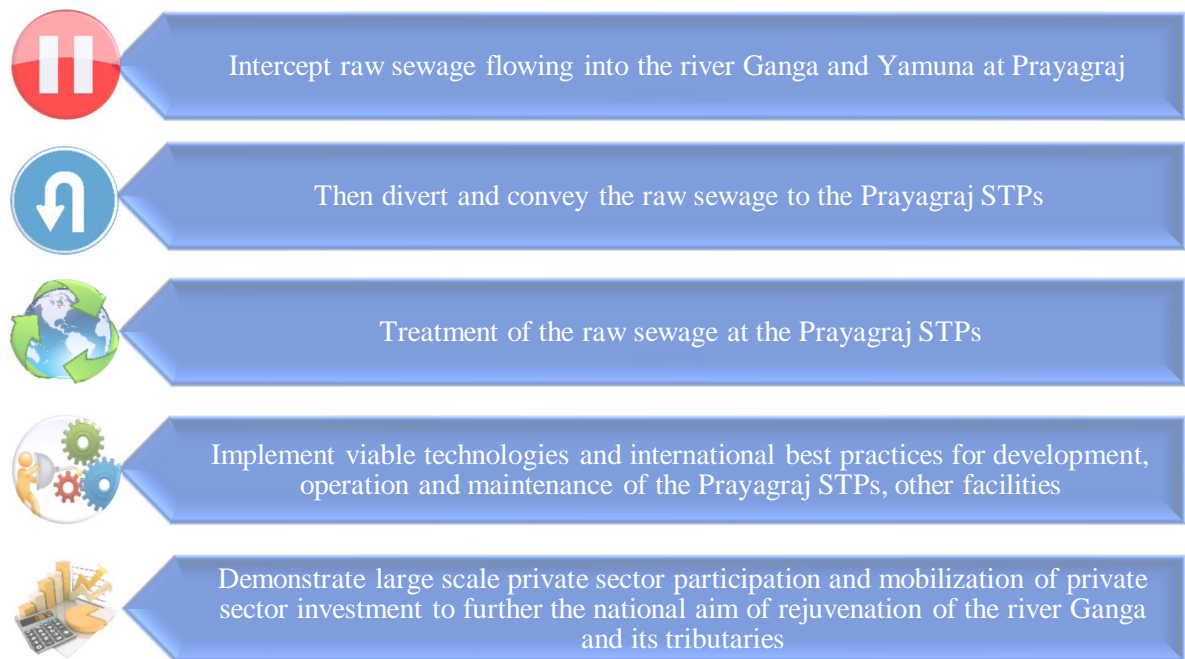 Intercept raw sewage flowing into the river Ganga and Yamuna at Prayagraj
Then divert and convey the raw sewage to the Prayagraj STPs
Treatment of the raw sewage at the Prayagraj STPs
Implement viable technologies and international best practices for development,
operation and maintenance of the Prayagraj STPs, other facilities
Demonstrate large scale private sector participation and mobilization of private
sector investment to further the national aim of rejuvenation of the river Ganga
and its tributaries